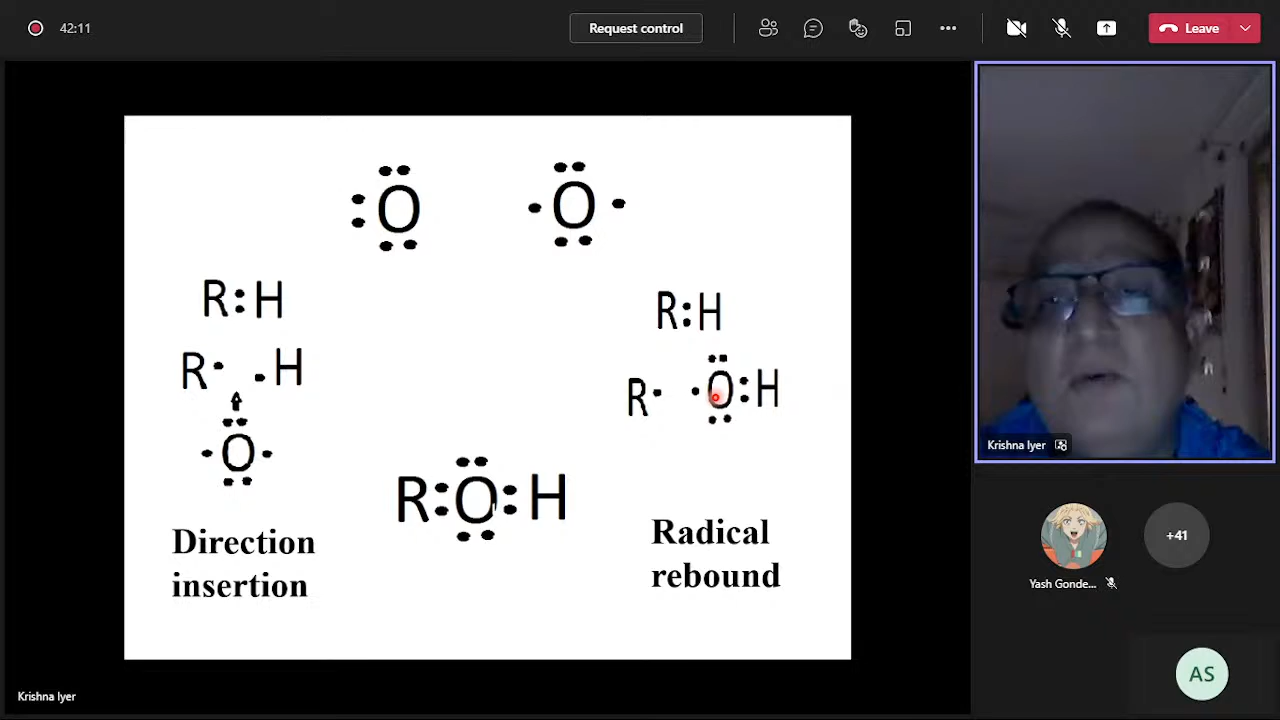 42:11
Request control
Leave
O
O
R:H
R H
O
R:H
R O:H
R:O:H
Direction
insertion
Radical
rebound
Krishna Iyer
Yash Gonde...
+41
AS
Krishna Iyer